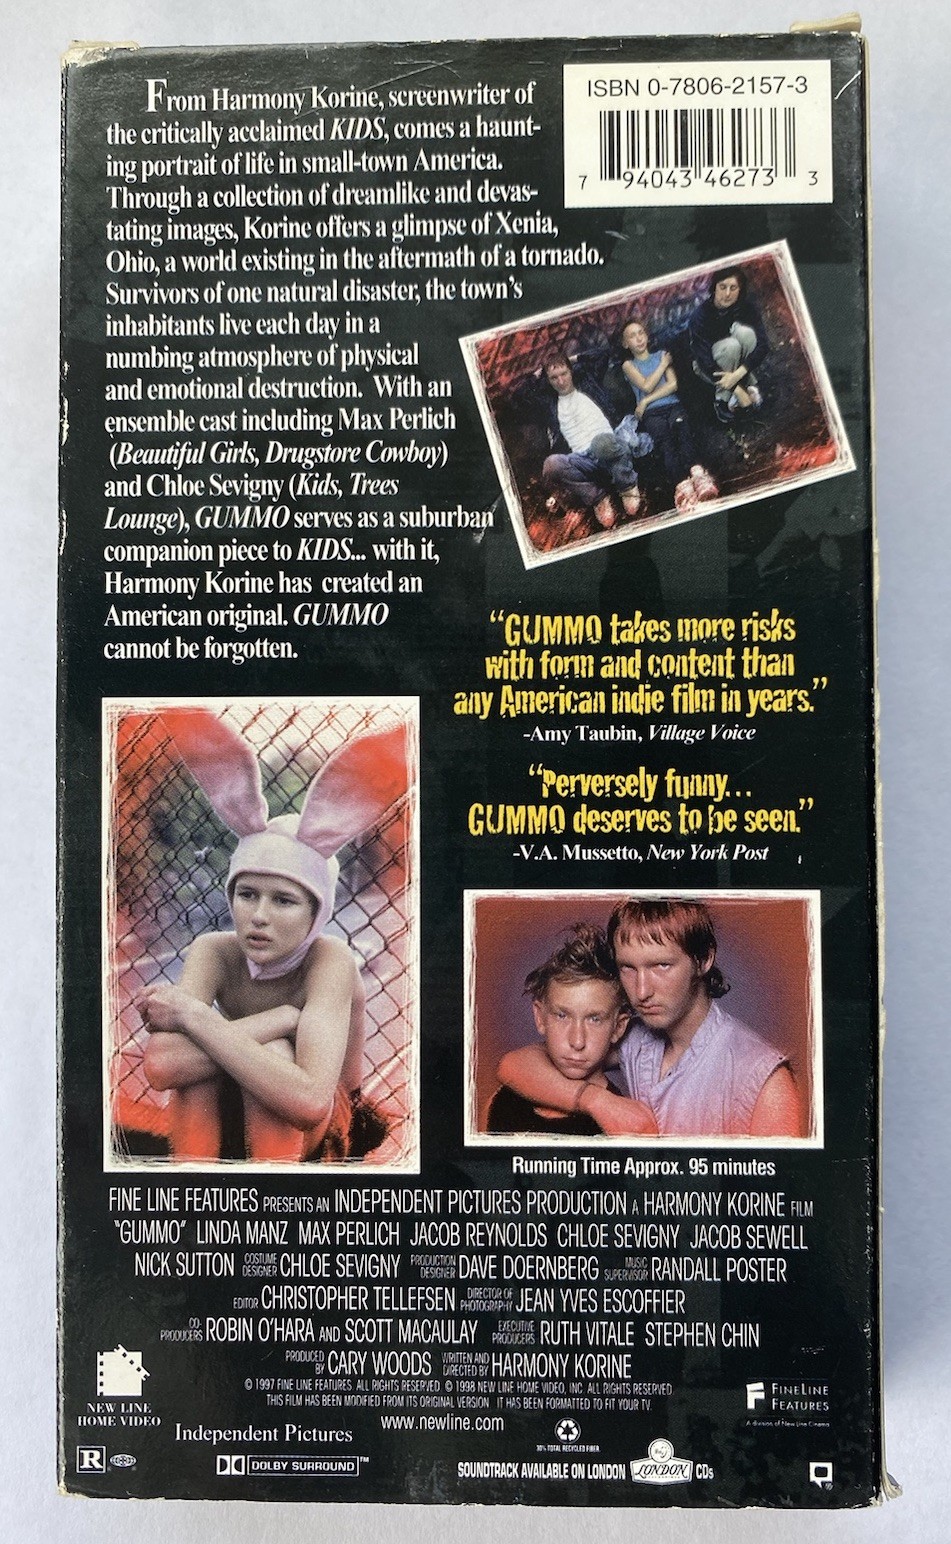 From Harmony Korine, screenwriter of
the critically acclaimed KIDS, comes a haunt-
ing portrait of life in small-town America.
Through a collection of dreamlike and devas-
tating images, Korine offers a glimpse of Xenia,
Ohio, a world existing in the aftermath of a tornado.
Survivors of one natural disaster, the town's
inhabitants live each day in a
numbing atmosphere of physical
and emotional destruction. With an
ensemble cast including Max Perlich
(Beautiful Girls, Drugstore Cowboy)
and Chloe Sevigny (Kids, Trees
Lounge), GUMMO serves as a suburban
companion piece to KIDS... with it,
Harmony Korine has created an
American original. GUMMO
cannot be forgotten.
ISBN 0-7806-2157-3
7 94043 46273 3
"GUMMO takes more risks
with form and content than
any American indie film in years."
-Amy Taubin, Village Voice
"Perversely funny...
GUMMO deserves to be seen."
-V.A. Mussetto, New York Post
Running Time Approx. 95 minutes
FINE LINE FEATURES PRESENTS AN INDEPENDENT PICTURES PRODUCTION A HARMONY KORINE FILM
"GUMMO" LINDA MANZ MAX PERLICH JACOB REYNOLDS CHLOE SEVIGNY JACOB SEWELL
NICK SUTTON COSTUME DESIGNER CHLOE SEVIGNY PRODUCTION DESIGNER DAVE DOERNBERG MUSIC SUPERVISOR RANDALL POSTER
EDITOR CHRISTOPHER TELLEFSEN DIRECTOR OF PHOTOGRAPHY JEAN YVES ESCOFFIER
CO-PRODUCERS ROBIN O'HARA AND SCOTT MACAULAY EXECUTIVE PRODUCERS RUTH VITALE STEPHEN CHIN
PRODUCED BY CARY WOODS WRITTEN AND DIRECTED BY HARMONY KORINE
© 1997 FINE LINE FEATURES. ALL RIGHTS RESERVED. © 1998 NEW LINE HOME VIDEO, INC. ALL RIGHTS RESERVED.
THIS FILM HAS BEEN MODIFIED FROM ITS ORIGINAL VERSION. IT HAS BEEN FORMATTED TO FIT YOUR TV.
www.newline.com
NEW LINE
HOME VIDEO
Independent Pictures
R
DOLBY SURROUND™
30% TOTAL RECYCLED FIBER
SOUNDTRACK AVAILABLE ON LONDON LONDON CDs
FINELINE
FEATURES
A division of New Line Cinema